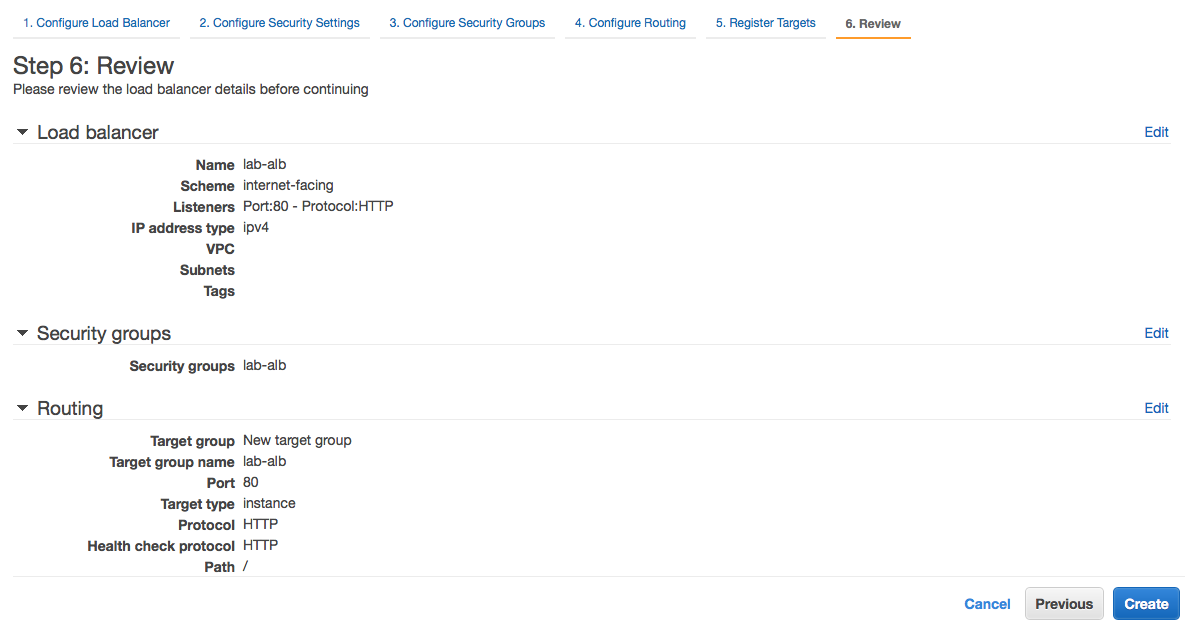 1. Configure Load Balancer 2. Configure Security Settings 3. Configure Security Groups 4. Configure Routing 5. Register Targets 6. Review
Step 6: Review
Please review the load balancer details before continuing
Load balancer Edit
Name lab-alb
Scheme internet-facing
Listeners Port:80 - Protocol:HTTP
IP address type ipv4
VPC
Subnets
Tags
Security groups Edit
Security groups lab-alb
Routing Edit
Target group New target group
Target group name lab-alb
Port 80
Target type instance
Protocol HTTP
Health check protocol HTTP
Path /
Cancel Previous Create